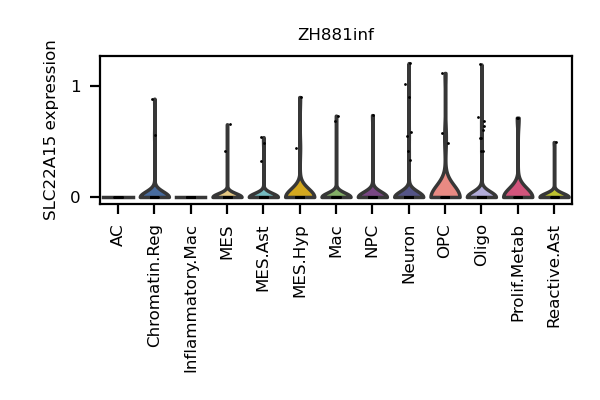 ZH881inf
SLC22A15 expression
1
0
AC
Chromatin.Reg
Inflammatory.Mac
MES
MES.Ast
MES.Hyp
Mac
NPC
Neuron
OPC
Oligo
Prolif.Metab
Reactive.Ast